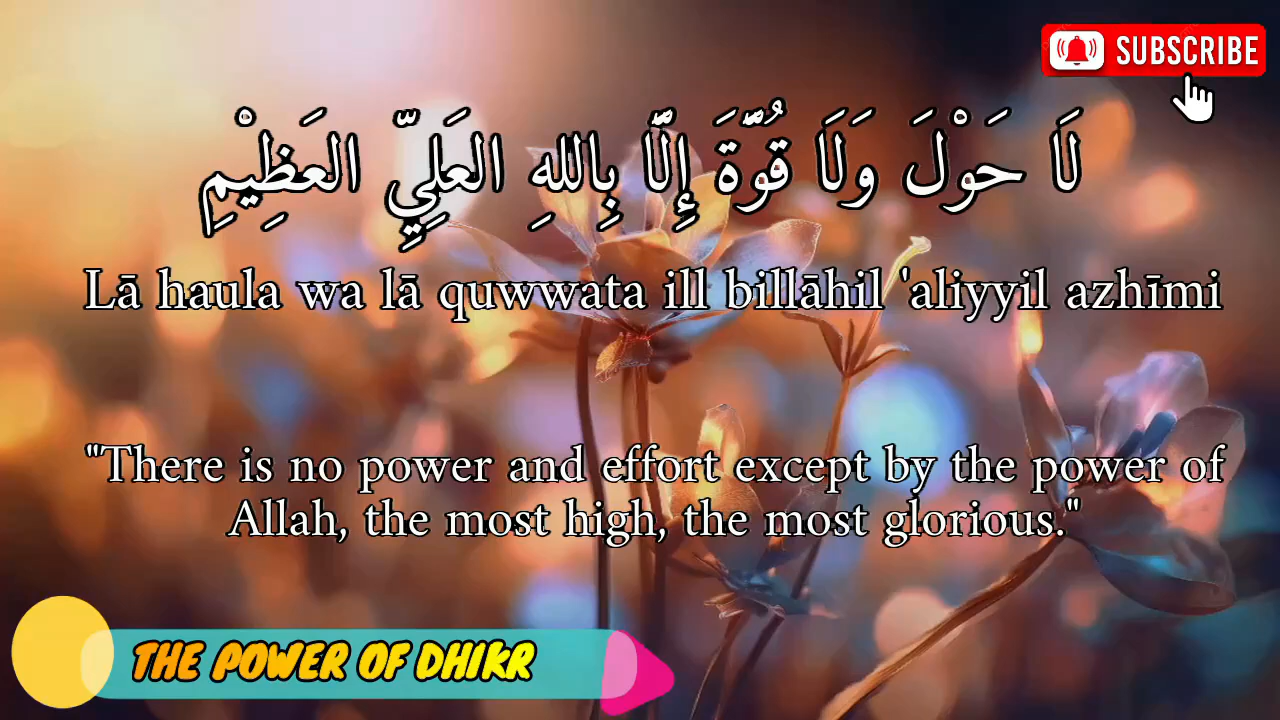 SUBSCRIBE
لَا حَوْلَ وَلَا قُوَّةَ إِلَّا بِاللهِ العَلِيِّ العَظِيْمِ
Lā haula wa lā quwwata ill billāhil 'aliyyil azhīmi
"There is no power and effort except by the power of
Allah, the most high, the most glorious."
THE POWER OF DHIKR